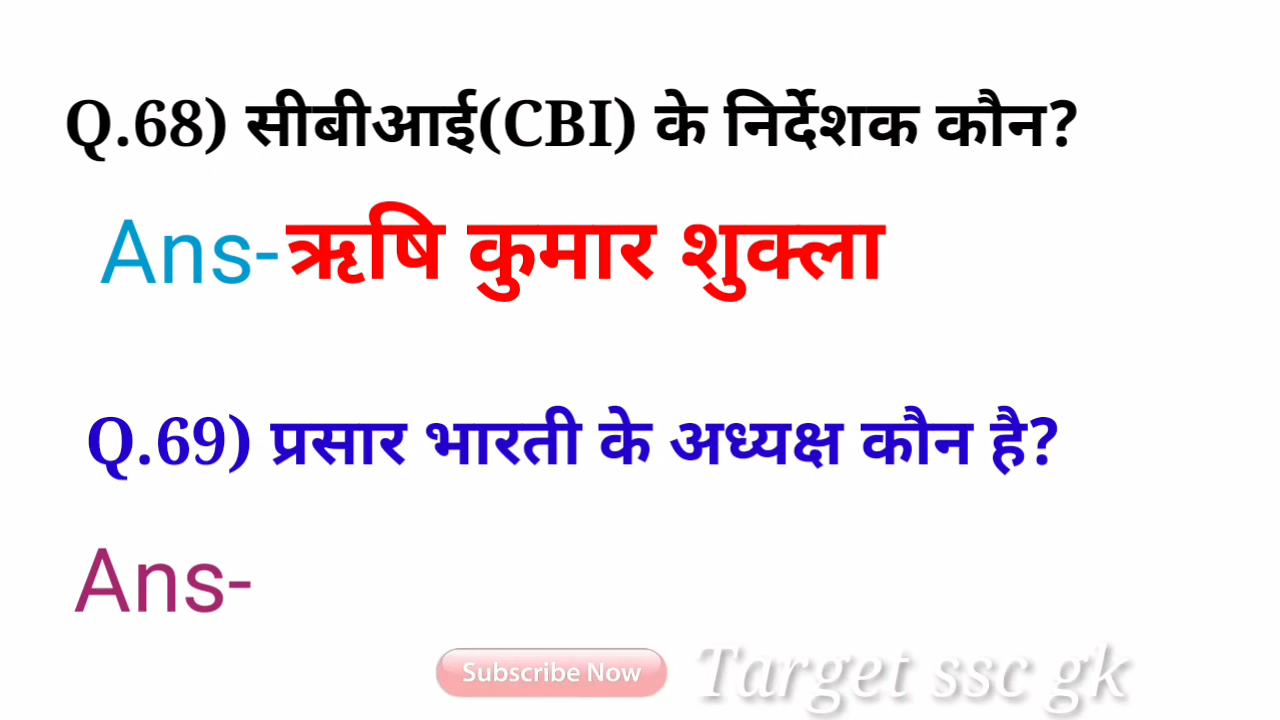 Q.68) सीबीआई(CBI) के निर्देशक कौन?
Ans-ऋषि कुमार शुक्ला
Q.69) प्रसार भारती के अध्यक्ष कौन है?
Ans-
Subscribe Now
Target ssc gk